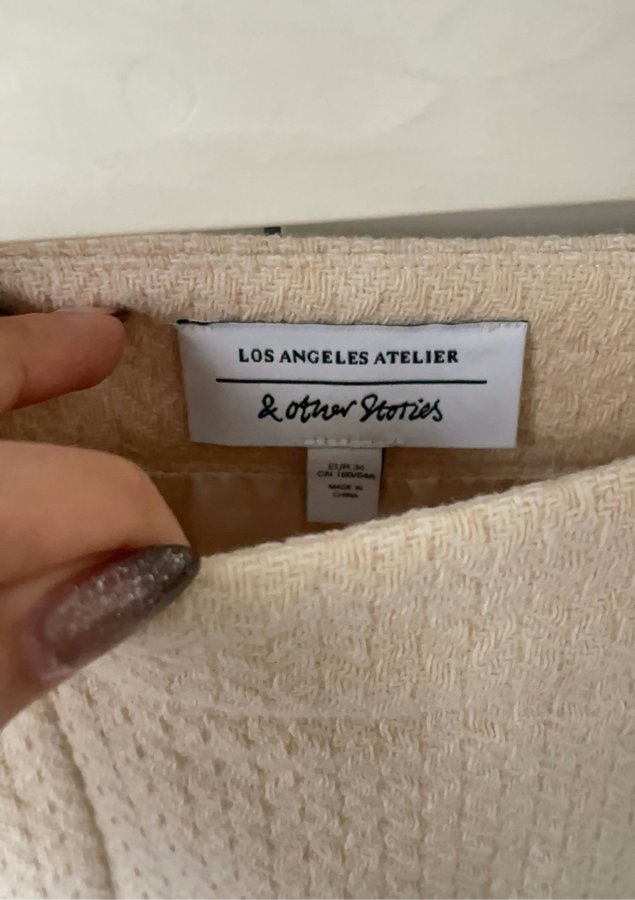 LOS ANGELES ATELIER
& other Stories
EUR 34
CN 160/64A
MADE IN
CHINA